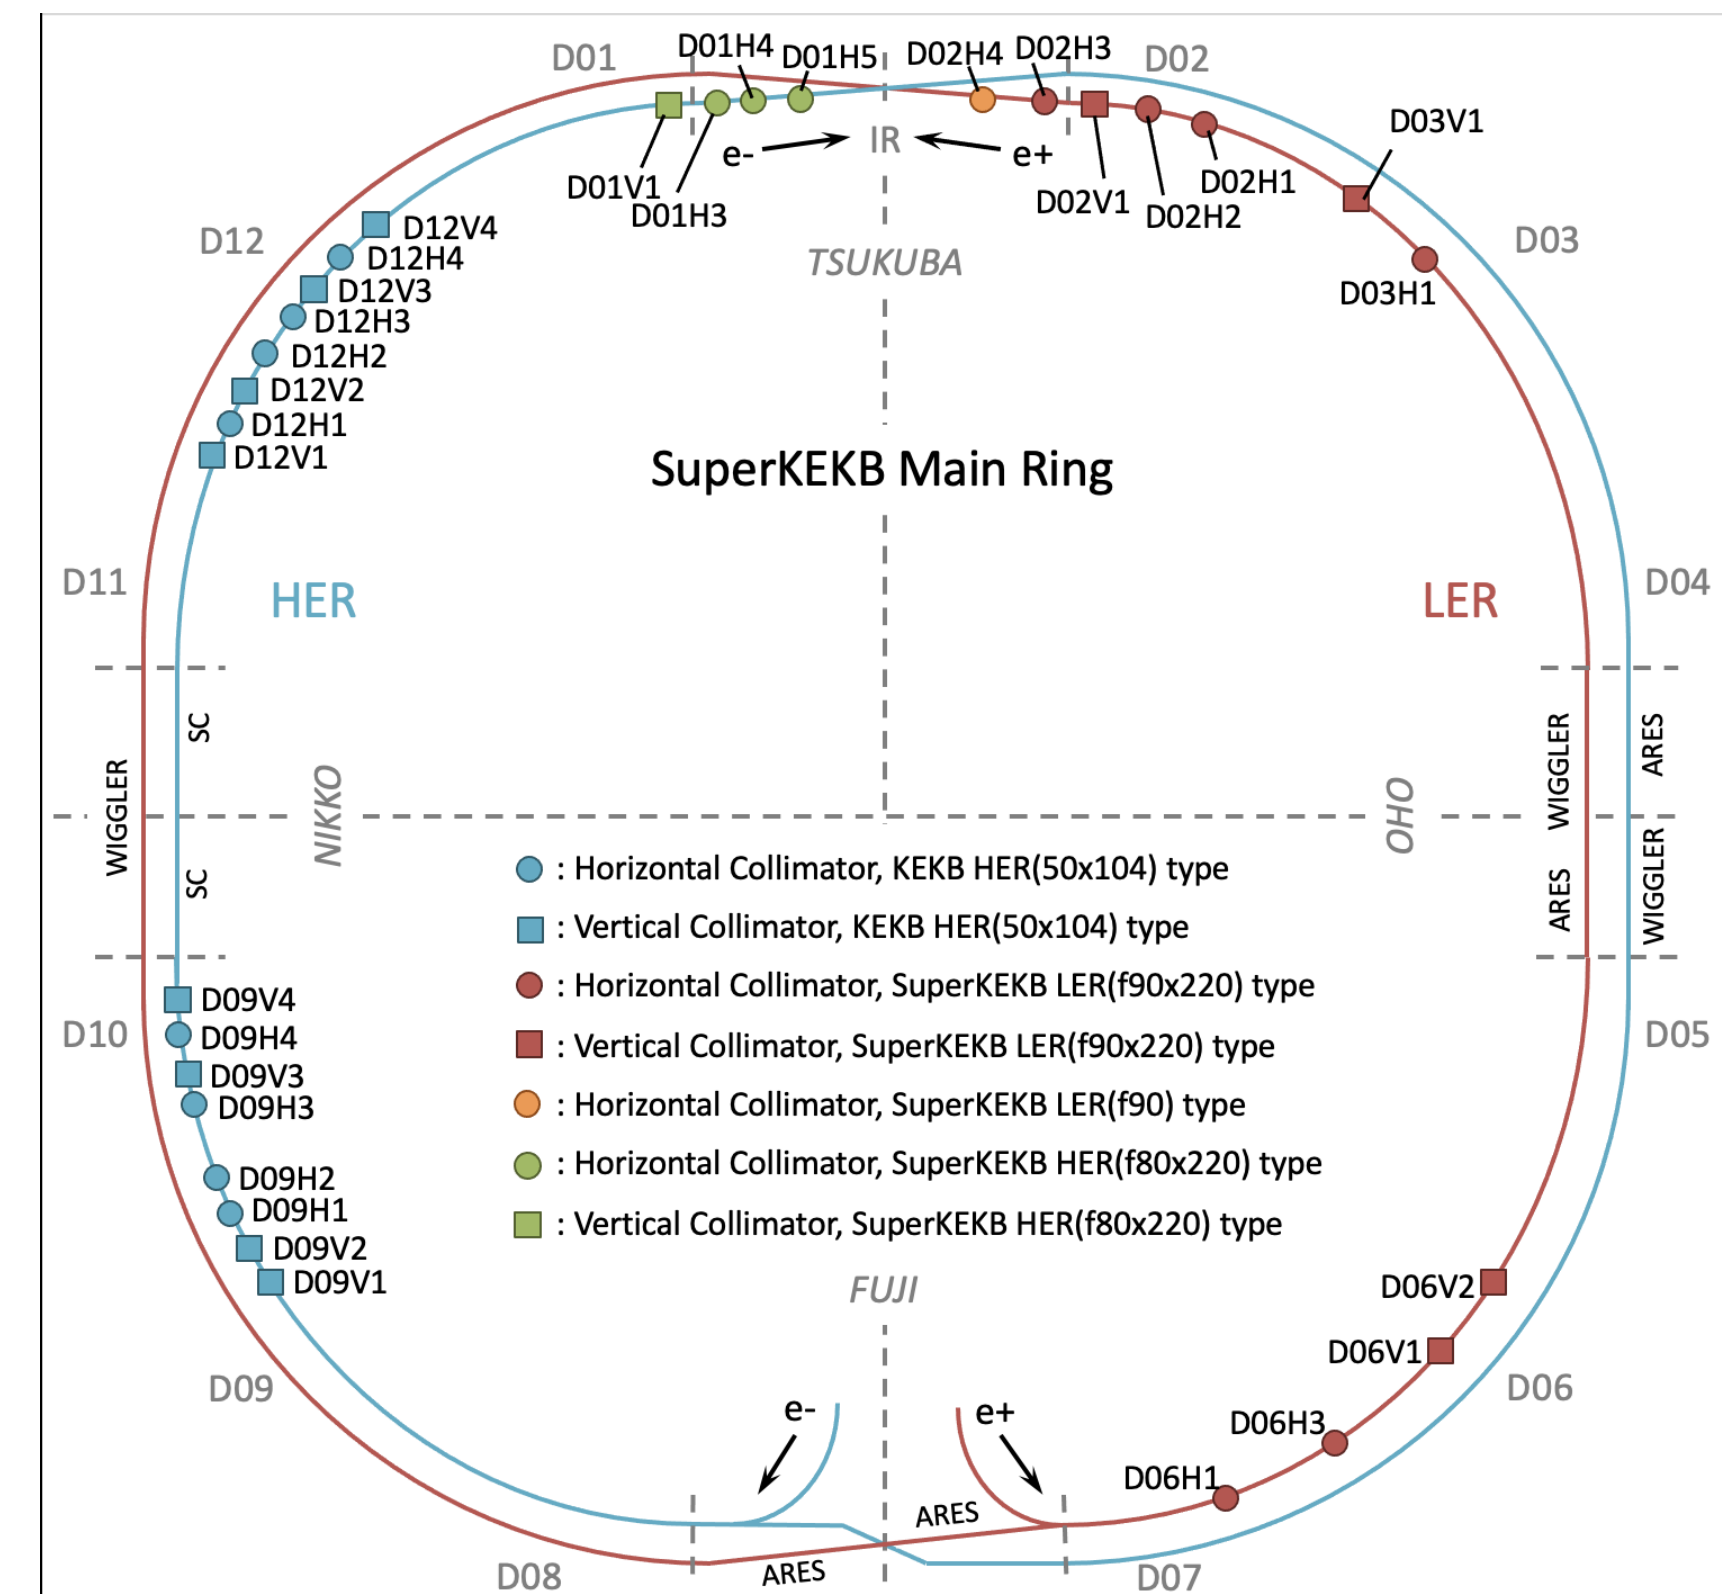 D01
D01H4
D01H5
D02H4
D02H3
D02
D03V1
IR
e-
e+
D01V1
D01H3
D02V1
D02H2
D02H1
D12
D12V4
D12H4
D12V3
D12H3
D12H2
D12V2
D12H1
D12V1
TSUKUBA
D03
D03H1
SuperKEKB Main Ring
D11
HER
LER
D04
SC
WIGGLER
ARES
WIGGLER
NIKKO
OHO
SC
ARES
WIGGLER
: Horizontal Collimator, KEKB HER(50x104) type
: Vertical Collimator, KEKB HER(50x104) type
: Horizontal Collimator, SuperKEKB LER(f90x220) type
: Vertical Collimator, SuperKEKB LER(f90x220) type
: Horizontal Collimator, SuperKEKB LER(f90) type
: Horizontal Collimator, SuperKEKB HER(f80x220) type
: Vertical Collimator, SuperKEKB HER(f80x220) type
D09V4
D10
D09H4
D05
D09V3
D09H3
D09H2
D09H1
D09V2
D09V1
FUJI
D06V2
D06V1
D09
D06
e-
e+
D06H3
D06H1
ARES
ARES
D08
D07